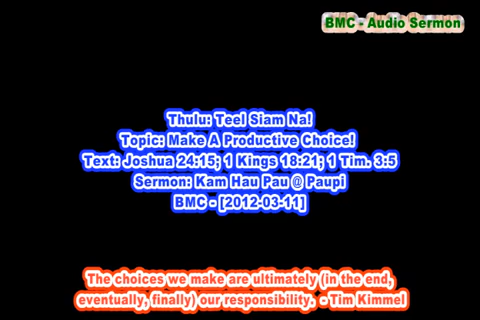 BMC - Audio Sermon
Thulu: Teel Siam Na!
Topic: Make A Productive Choice!
Text: Joshua 24:15; 1 Kings 18:21; 1 Tim. 3:5
Sermon: Kam Hau Pau @ Paupi
BMC - [2012-03-11]
The choices we make are ultimately (in the end,
eventually, finally) our responsibility. - Tim Kimmel